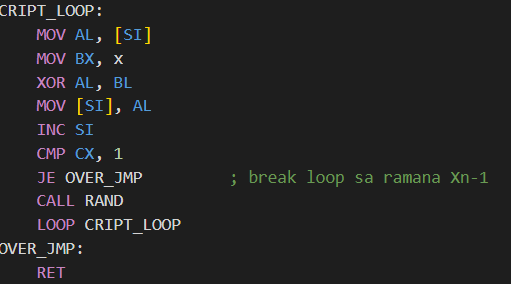 CRIPT_LOOP:
MOV AL, [SI]
MOV BX, x
XOR AL, BL
MOV [SI], AL
INC SI
CMP CX, 1
JE OVER_JMP ; break loop sa ramana Xn-1
CALL RAND
LOOP CRIPT_LOOP
OVER_JMP:
RET